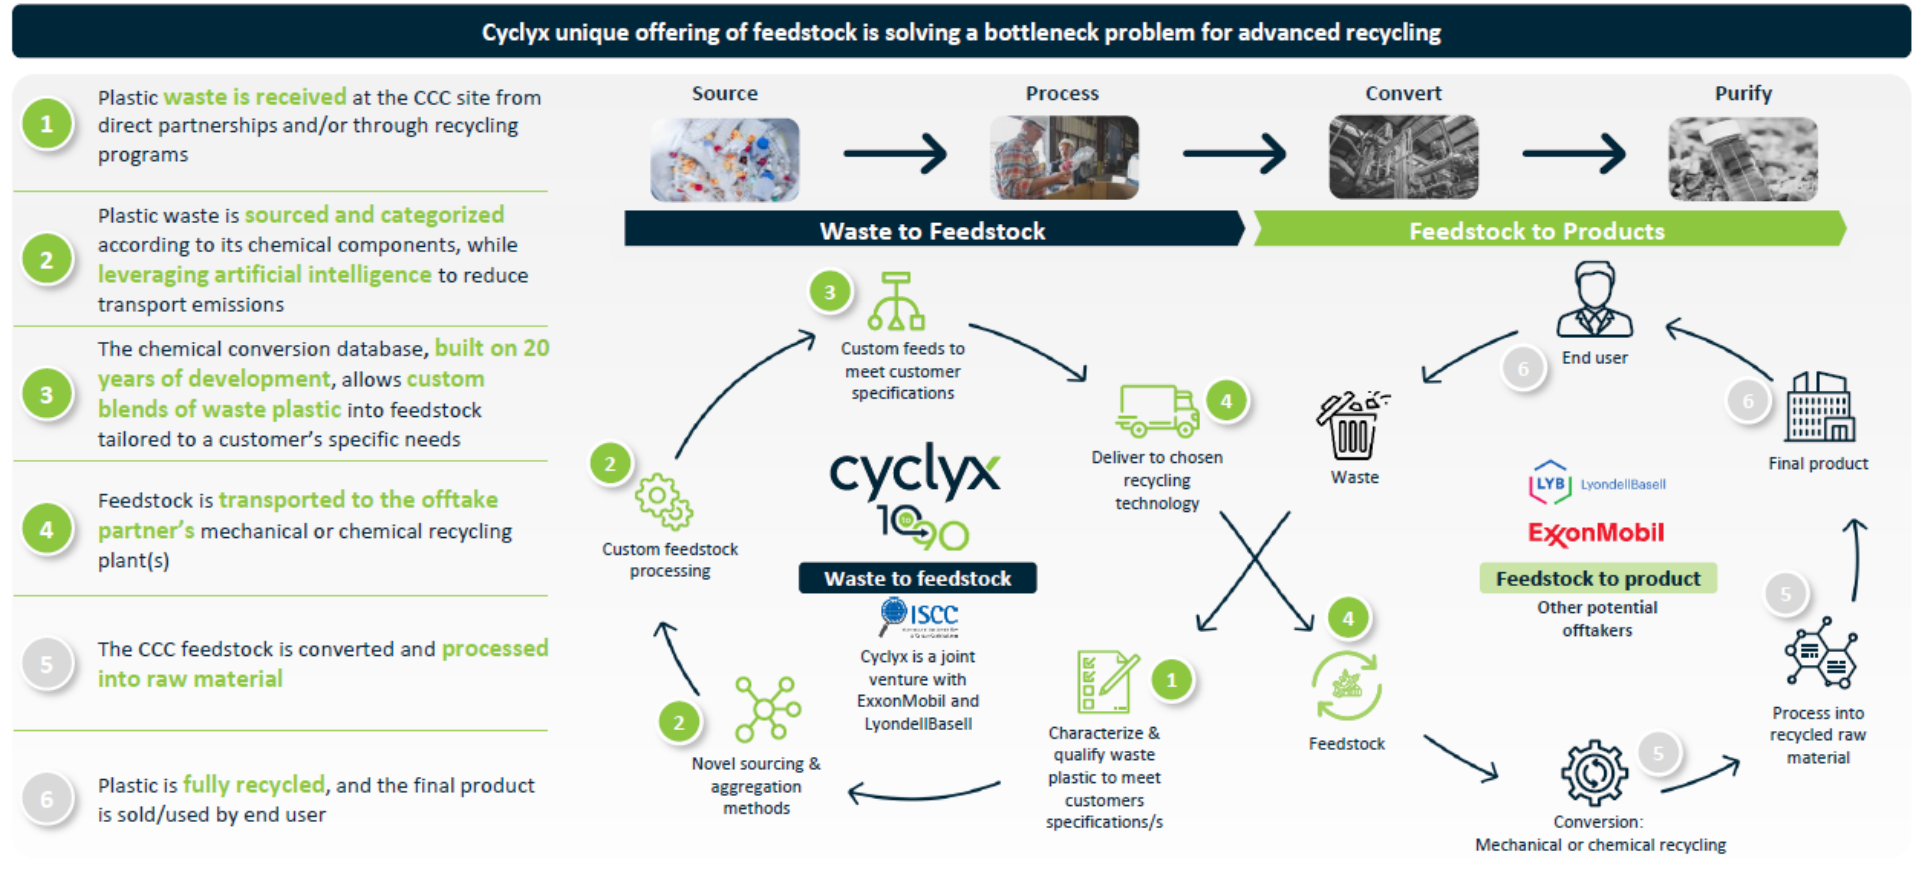 Cyclyx unique offering of feedstock is solving a bottleneck problem for advanced recycling
1
Plastic waste is received at the CCC site from
direct partnerships and/or through recycling
programs
2
Plastic waste is sourced and categorized
according to its chemical components, while
leveraging artificial intelligence to reduce
transport emissions
3
The chemical conversion database, built on 20
years of development, allows custom
blends of waste plastic into feedstock
tailored to a customer's specific needs
4
Feedstock is transported to the offtake
partner's mechanical or chemical recycling
plant(s)
5
The CCC feedstock is converted and processed
into raw material
6
Plastic is fully recycled, and the final product
is sold/used by end user
Source
Process
Convert
Purify
Waste to Feedstock
Feedstock to Products
3
Custom feeds to
meet customer
specifications
4
Deliver to chosen
recycling
technology
2
Custom feedstock
processing
cyclyx
10 to 90
Waste to feedstock
ISCC
Cyclyx is a joint
venture with
ExxonMobil and
LyondellBasell
2
Novel sourcing &
aggregation
methods
1
Characterize &
qualify waste
plastic to meet
customers
specifications/s
End user
6
Waste
6
Final product
LYB LyondellBasell
ExxonMobil
Feedstock to product
Other potential
offtakers
4
Feedstock
5
Process into
recycled raw
material
5
Conversion:
Mechanical or chemical recycling